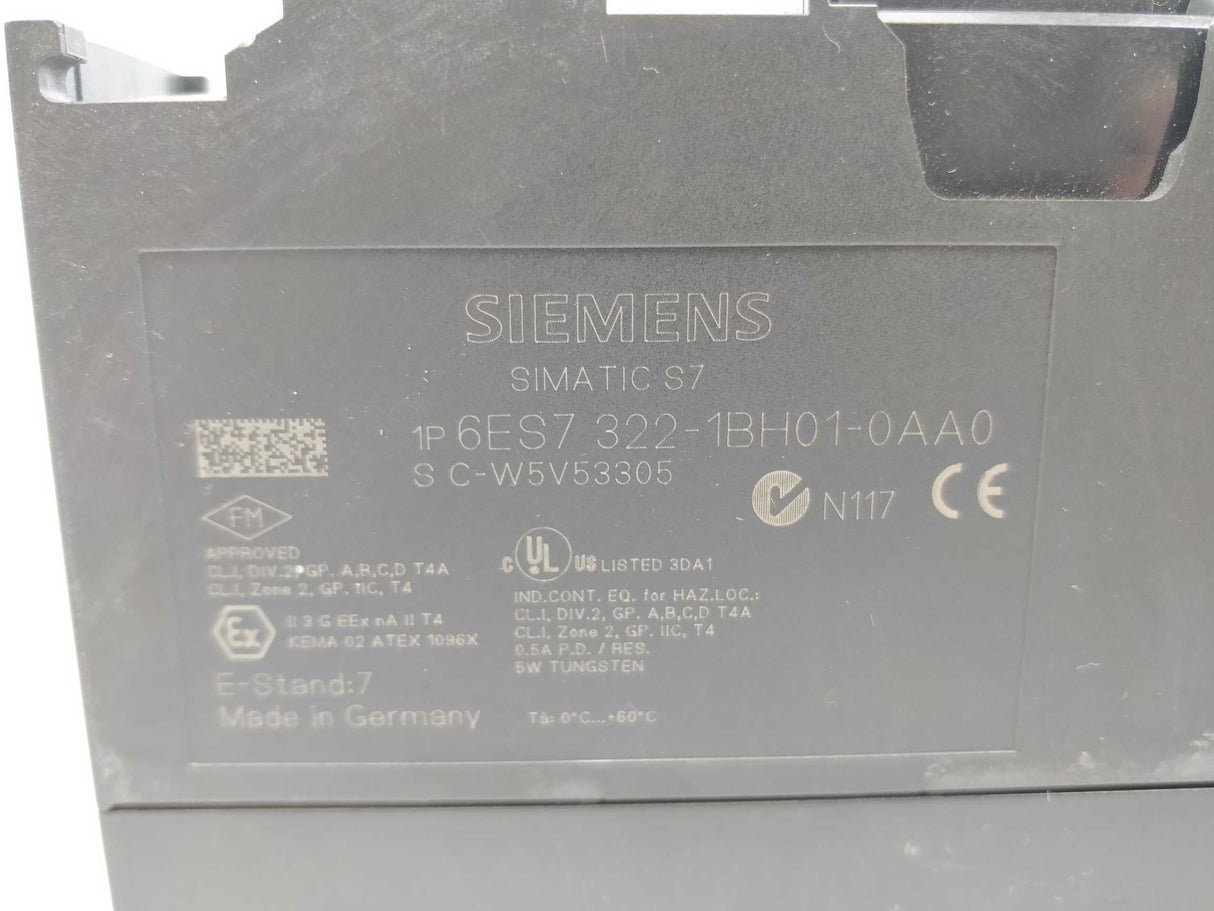 SIEMENS
SIMATIC S7
1P 6ES7 322-1BH01-0AA0
S C-W5V53305
N117 CE
FM
APPROVED
CL.I, DIV.2, GP. A,B,C,D T4A
CL.I, Zone 2, GP. IIC, T4
Ex
II 3 G EEx nA II T4
KEMA 02 ATEX 1096X
E-Stand:7
Made in Germany
C UL US LISTED 3DA1
IND.CONT. EQ. for HAZ.LOC.:
CL.I, DIV.2, GP. A,B,C,D T4A
CL.I, Zone 2, GP. IIC, T4
0.5A P.D. / RES.
5W TUNGSTEN
Ta: 0°C...+60°C